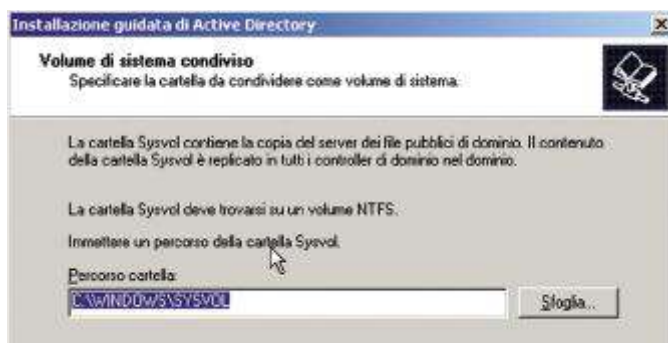 Installazione guidata di Active Directory
Volume di sistema condiviso
Specificare la cartella da condividere come volume di sistema.
La cartella Sysvol contiene la copia del server dei file pubblici di dominio. Il contenuto
della cartella Sysvol è replicato in tutti i controller di dominio nel dominio.
La cartella Sysvol deve trovarsi su un volume NTFS.
Immettere un percorso della cartella Sysvol.
Percorso cartella:
C:\WINDOWS\SYSVOL
Sfoglia...